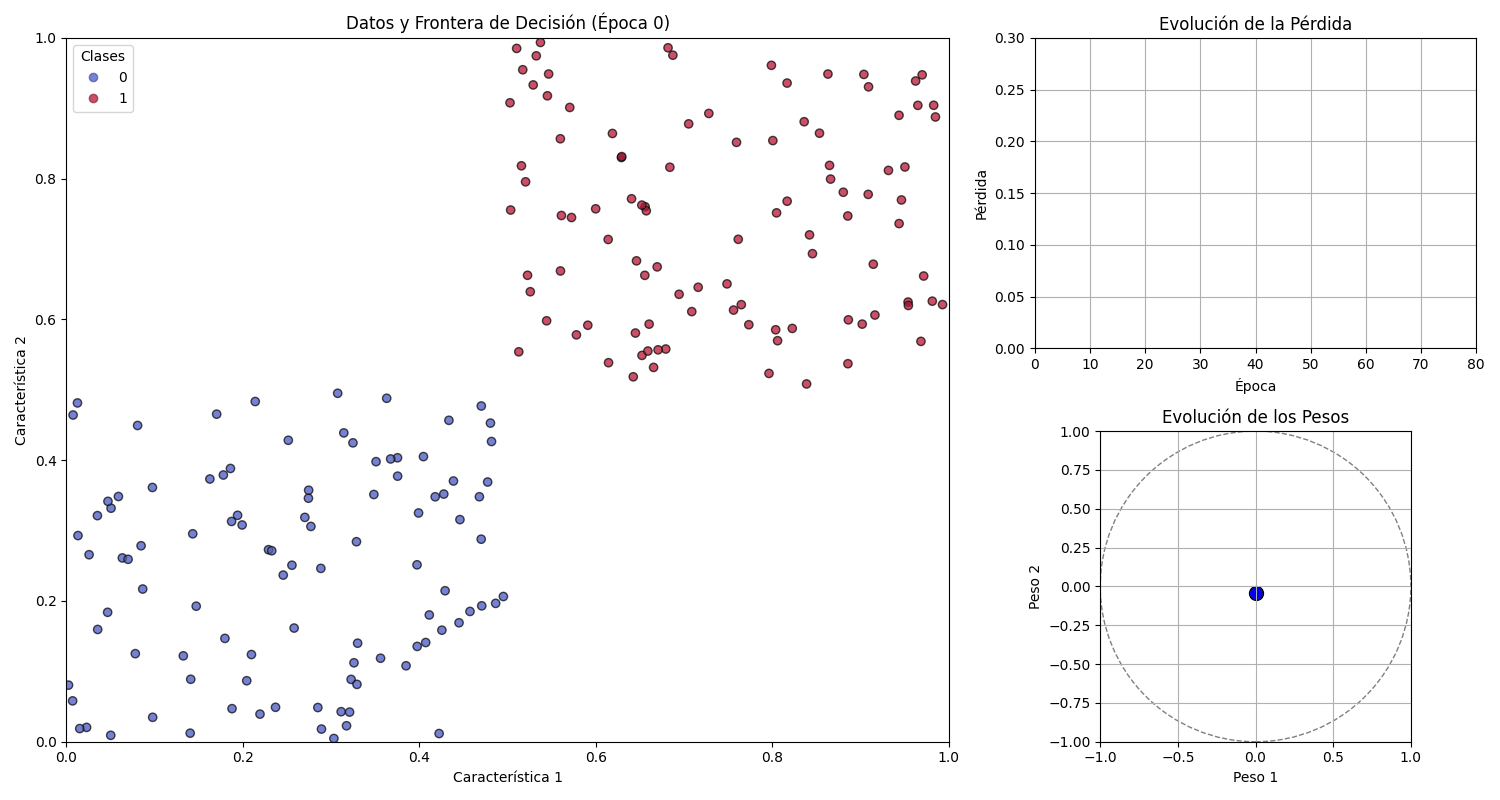 Datos y Frontera de Decisión (Época 0)
Clases
0
1
1.0
0.8
0.6
0.4
0.2
0.0
Característica 2
0.0 0.2 0.4 0.6 0.8 1.0
Característica 1
Evolución de la Pérdida
0.30
0.25
0.20
0.15
0.10
0.05
0.00
Pérdida
0 10 20 30 40 50 60 70 80
Época
Evolución de los Pesos
1.00
0.75
0.50
0.25
0.00
−0.25
−0.50
−0.75
−1.00
Peso 2
−1.0 −0.5 0.0 0.5 1.0
Peso 1